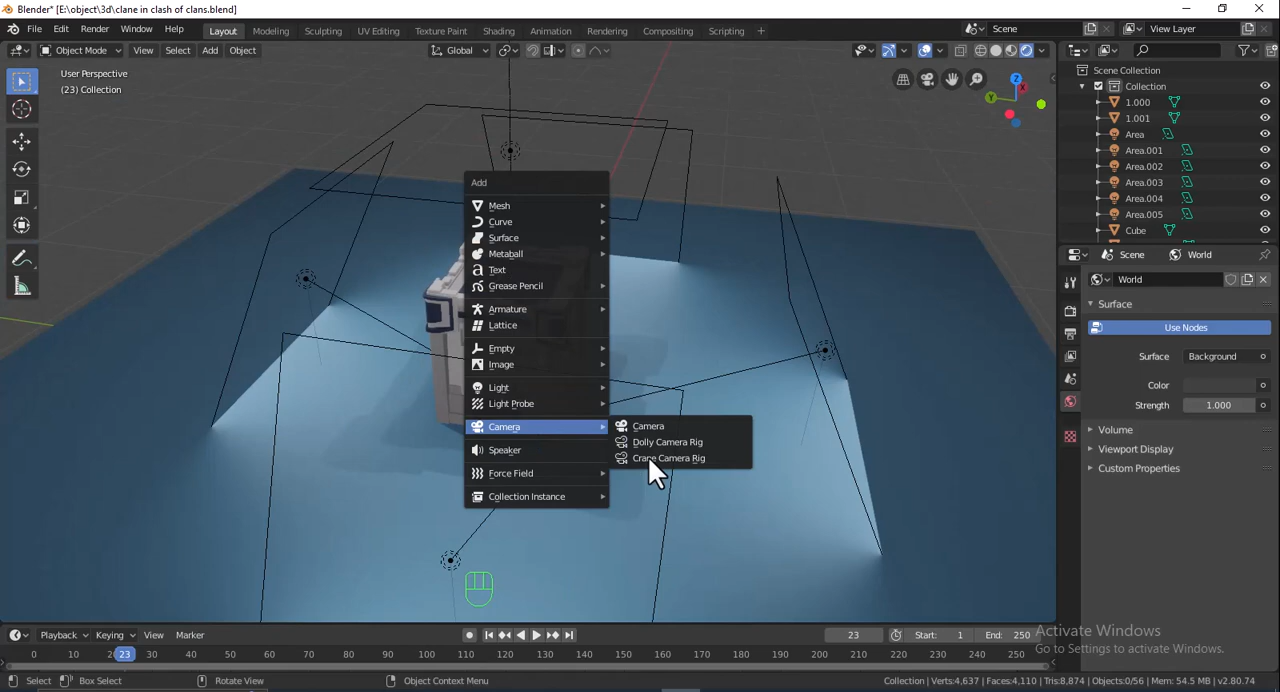 Blender* [E:\object\3d\clane in clash of clans.blend]
File Edit Render Window Help Layout Modeling Sculpting UV Editing Texture Paint Shading Animation Rendering Compositing Scripting + Scene View Layer
Object Mode View Select Add Object Global
User Perspective
(23) Collection
Z
Y
X
Scene Collection
Collection
1.000
1.001
Area
Area.001
Area.002
Area.003
Area.004
Area.005
Cube
Add
Mesh
Curve
Surface
Metaball
Text
Grease Pencil
Armature
Lattice
Empty
Image
Light
Light Probe
Camera
Speaker
Force Field
Collection Instance
Camera
Dolly Camera Rig
Crane Camera Rig
Scene World
World
Surface
Use Nodes
Surface Background
Color
Strength 1.000
Volume
Viewport Display
Custom Properties
Playback Keying View Marker 23 Start: 1 End: 250
0 10 23 30 40 50 60 70 80 90 100 110 120 130 140 150 160 170 180 190 200 210 220 230 240 250
Activate Windows
Go to Settings to activate Windows.
Select Box Select Rotate View Object Context Menu Collection | Verts:4,637 | Faces:4,110 | Tris:8,874 | Objects:0/56 | Mem: 54.5 MB | v2.80.74